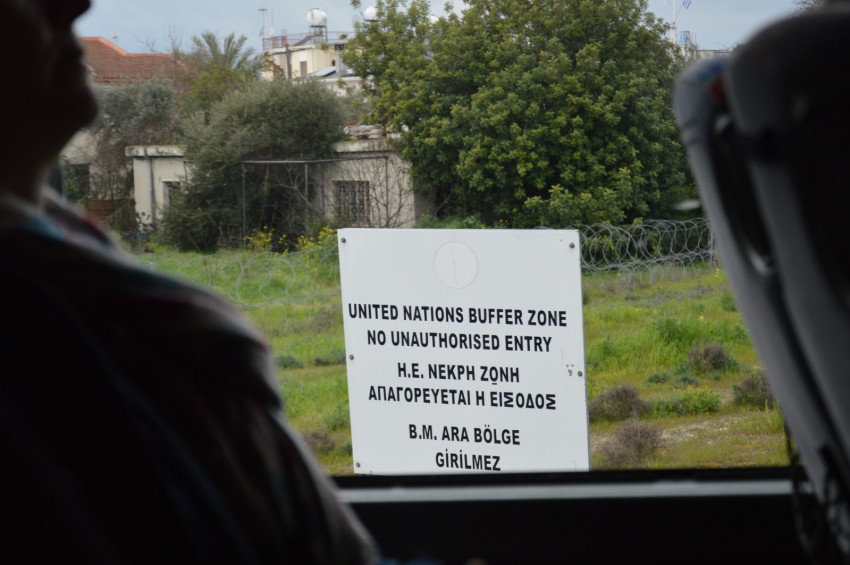 UNITED NATIONS BUFFER ZONE
NO UNAUTHORISED ENTRY
Η.Ε. ΝΕΚΡΗ ΖΩΝΗ
ΑΠΑΓΟΡΕΥΕΤΑΙ Η ΕΙΣΟΔΟΣ
B.M. ARA BÖLGE
GİRİLMEZ